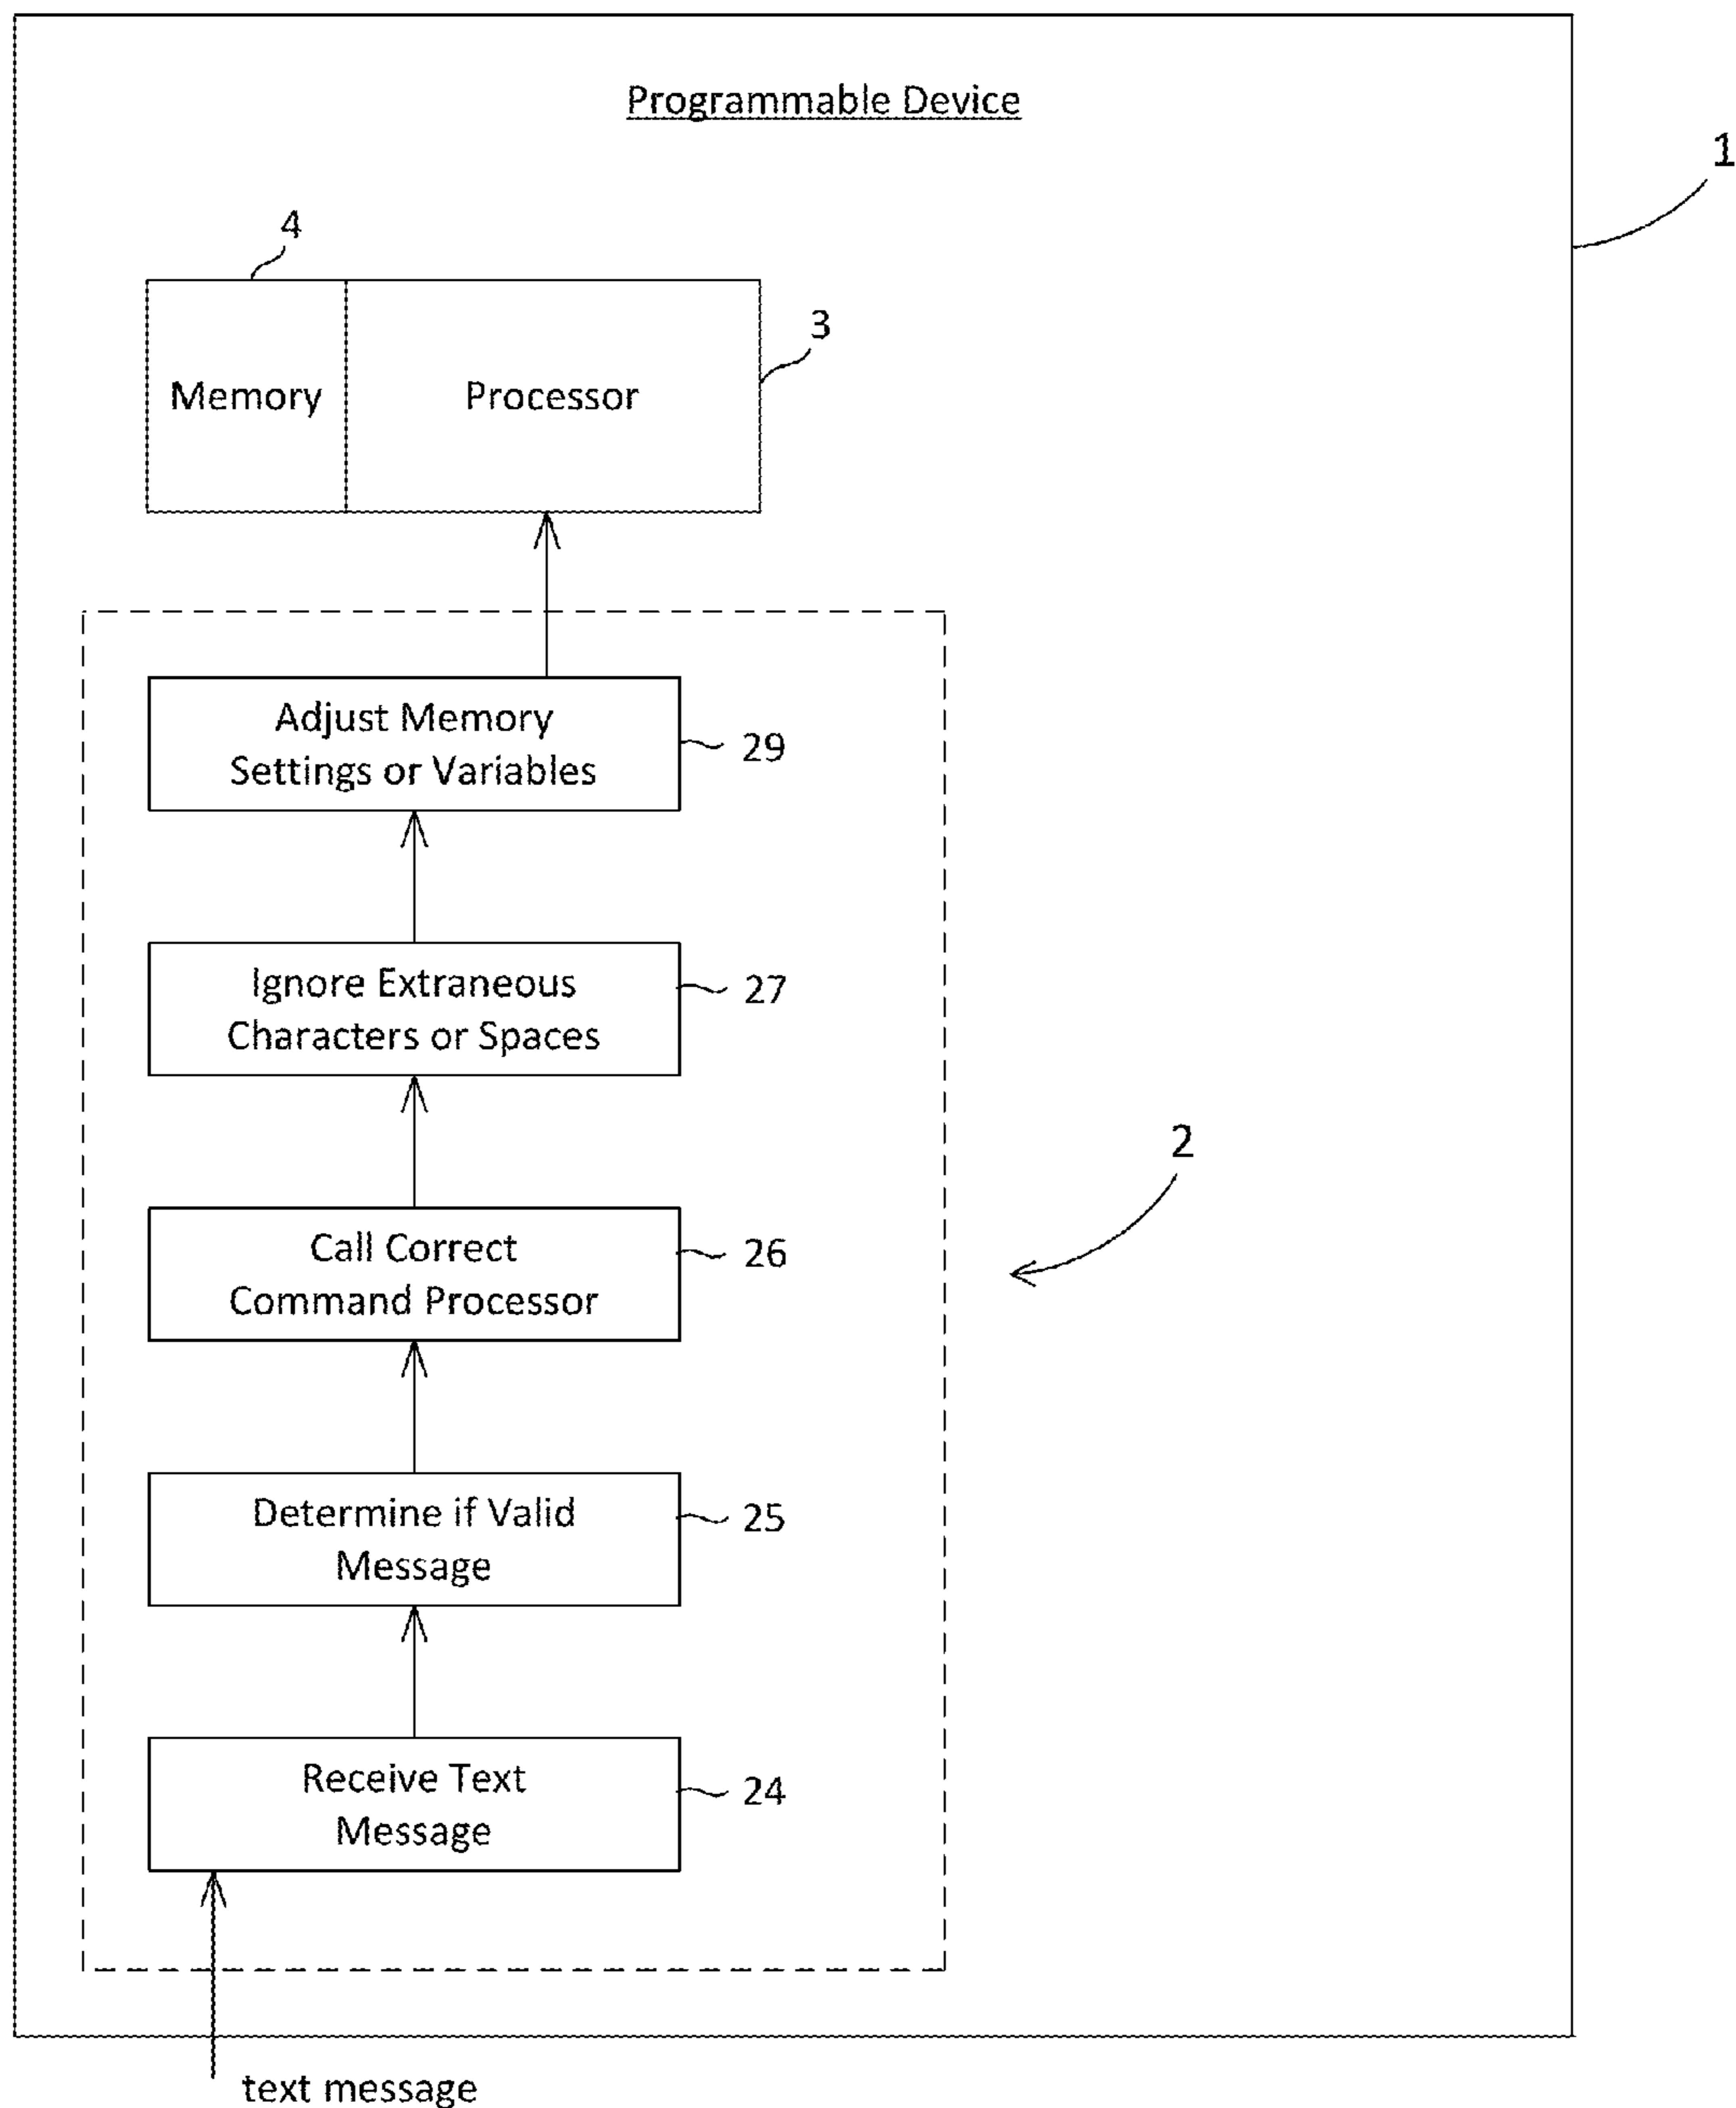 Programmable Device
1
4
3
Memory
Processor
Adjust Memory
Settings or Variables
29
Ignore Extraneous
Characters or Spaces
27
2
Call Correct
Command Processor
26
Determine if Valid
Message
25
Receive Text
Message
24
text message